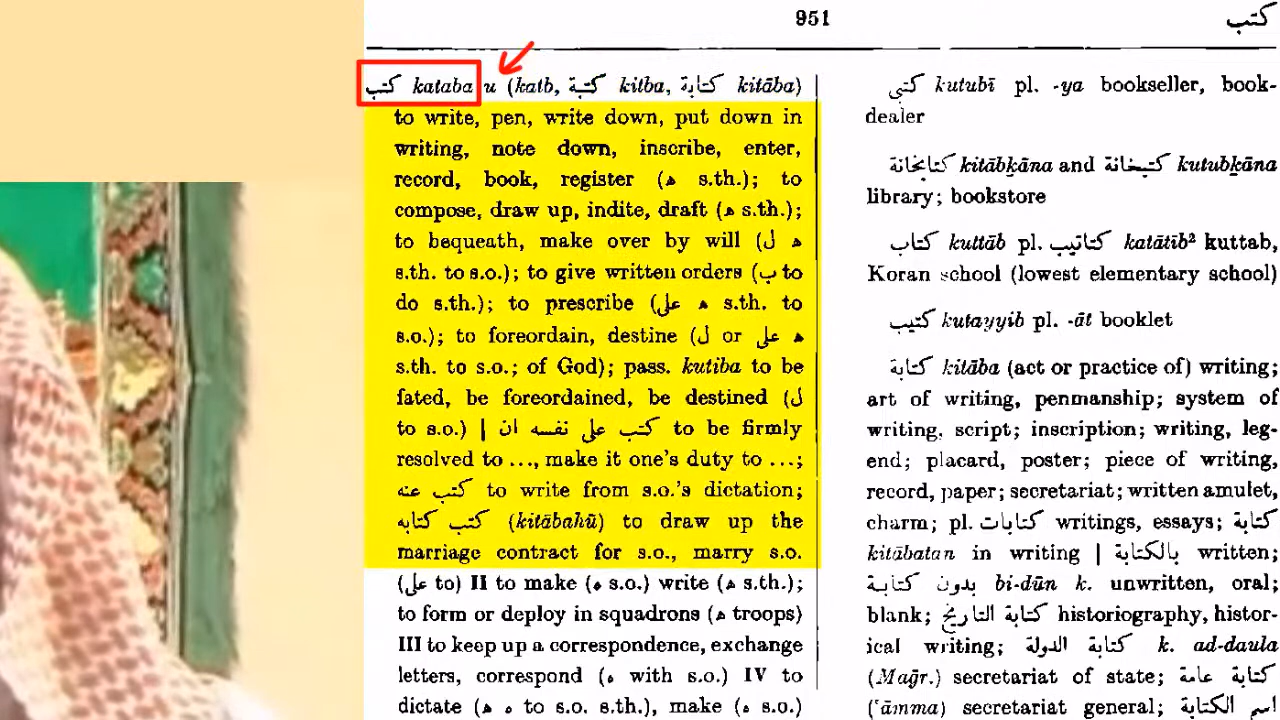 951
كتب
كتب kataba u (katb, كتبة kitba, كتابة kitāba)
to write, pen, write down, put down in
writing, note down, inscribe, enter,
record, book, register (ه s.th.); to
compose, draw up, indite, draft (ه s.th.);
to bequeath, make over by will (ل ه
s.th. to s.o.); to give written orders (ب to
do s.th.); to prescribe (على ه s.th. to
s.o.); to foreordain, destine (ل or على ه
s.th. to s.o.; of God); pass. kutiba to be
fated, be foreordained, be destined (ل
to s.o.) | كتب على نفسه ان to be firmly
resolved to ..., make it one's duty to ...;
كتب عنه to write from s.o.'s dictation;
كتب كتابه (kitābahū) to draw up the
marriage contract for s.o., marry s.o.
(على to) II to make (ه s.o.) write (ه s.th.);
to form or deploy in squadrons (ه troops)
III to keep up a correspondence, exchange
letters, correspond (ه with s.o.) IV to
dictate (ه ه to s.o. s.th.), make (ه s.o.)
كتبى kutubī pl. -ya bookseller, book-
dealer
كتابخانة kitābḵāna and كتبخانة kutubḵāna
library; bookstore
كتاب kuttāb pl. كتاتيب katātīb² kuttab,
Koran school (lowest elementary school)
كتيب kutayyib pl. -āt booklet
كتابة kitāba (act or practice of) writing;
art of writing, penmanship; system of
writing, script; inscription; writing, leg-
end; placard, poster; piece of writing,
record, paper; secretariat; written amulet,
charm; pl. كتابات writings, essays; كتابة
kitābatan in writing | بالكتابة written;
بدون كتابة bi-dūn k. unwritten, oral;
blank; كتابة التاريخ historiography, histor-
ical writing; كتابة الدولة k. ad-daula
(Maḡr.) secretariat of state; كتابة عامة
(ʿāmma) secretariat general; اسم الكتابة